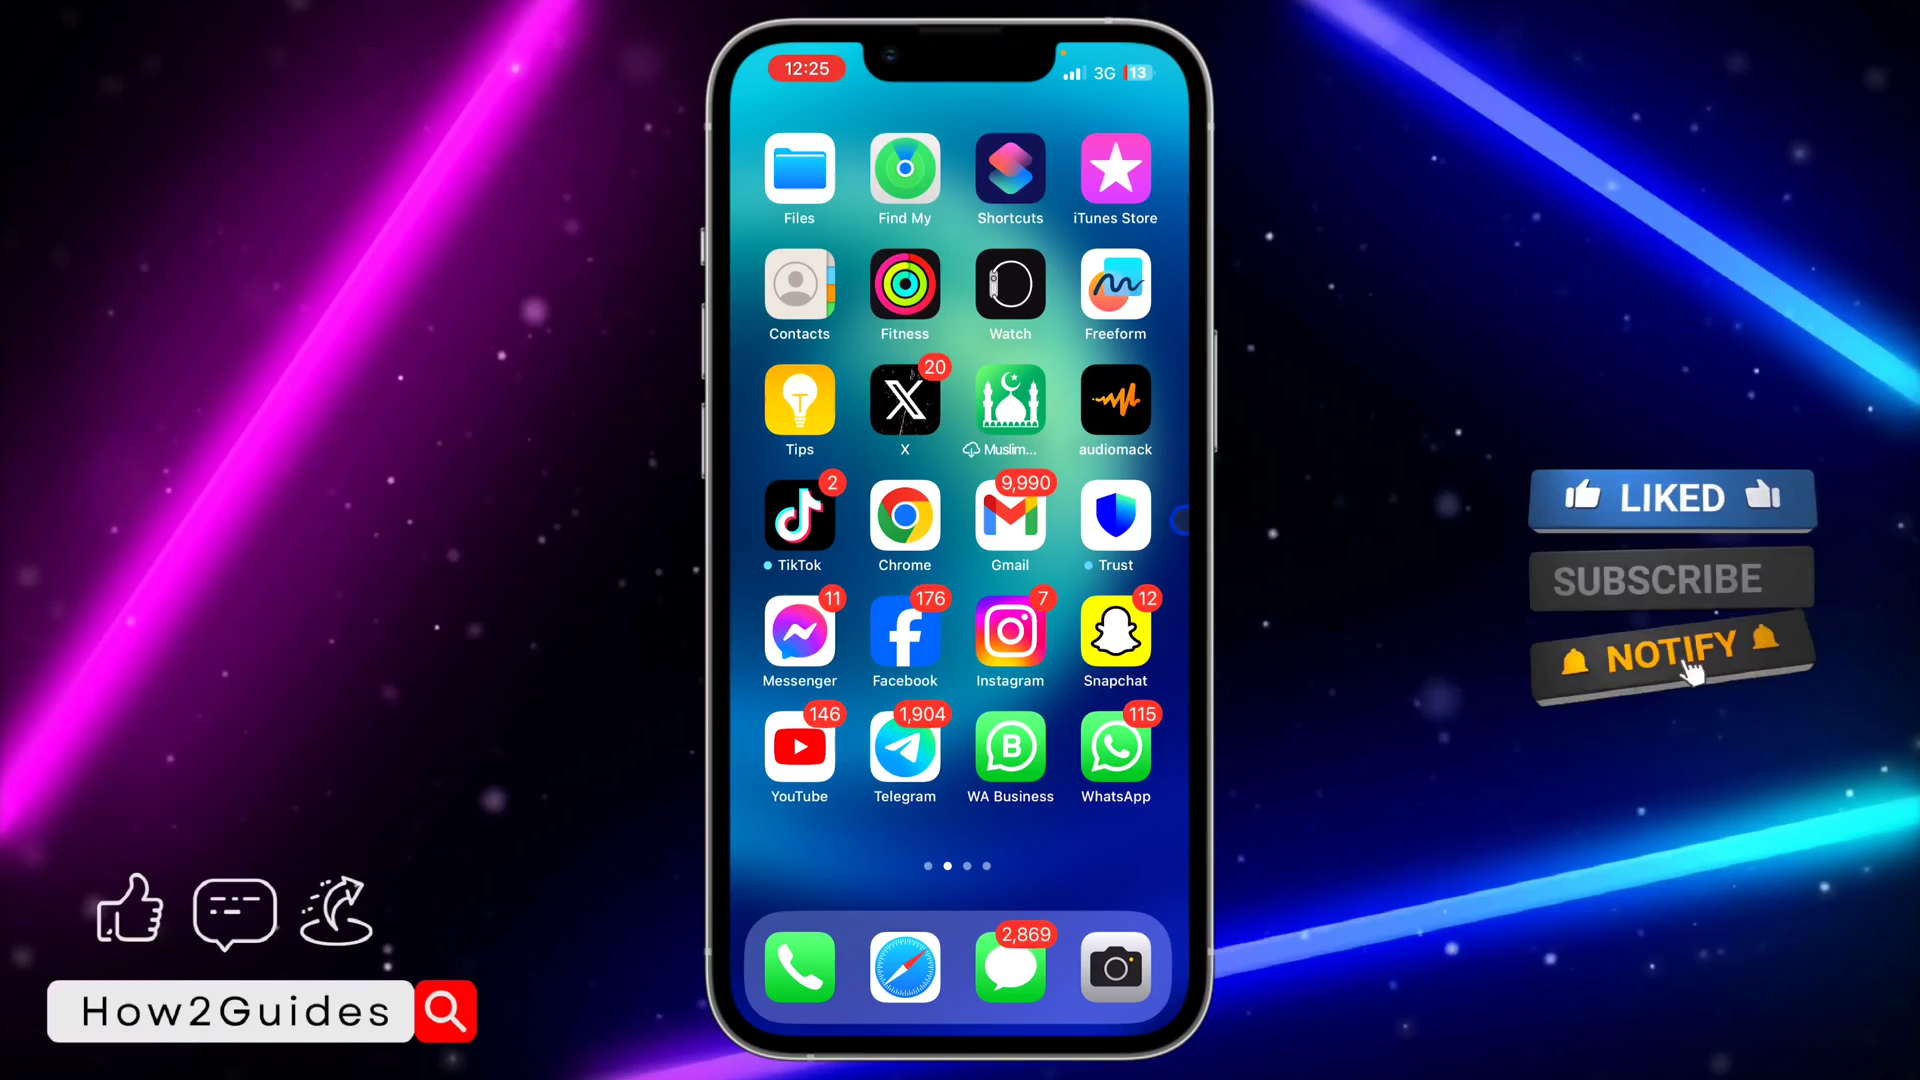 12:25
3G 13
Files Find My Shortcuts iTunes Store
Contacts Fitness Watch Freeform
20
Tips X Muslim... audiomack
2 9,990
TikTok Chrome Gmail Trust
11 176 7 12
Messenger Facebook Instagram Snapchat
146 1,904 B 115
YouTube Telegram WA Business WhatsApp
2,869
LIKED
SUBSCRIBE
NOTIFY
How2Guides